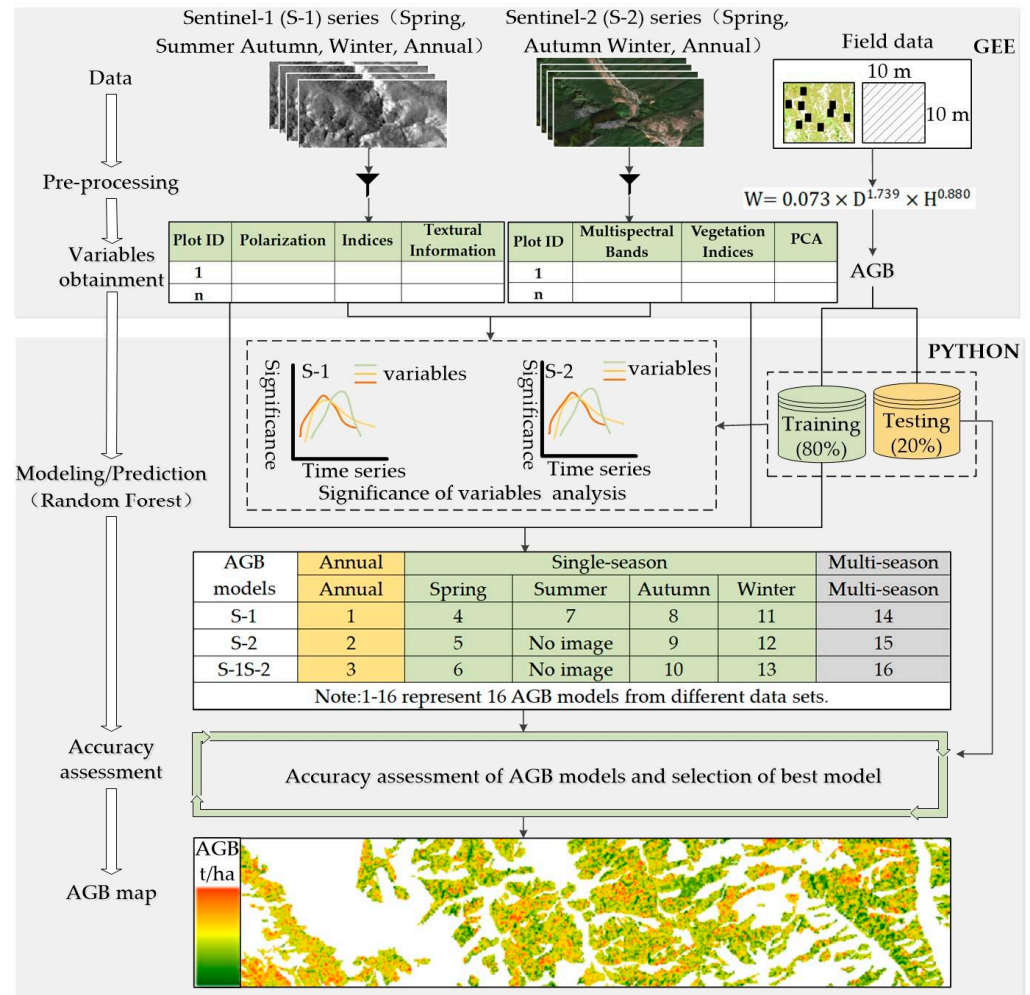 Sentinel-1 (S-1) series（Spring,
Summer Autumn, Winter, Annual）
Sentinel-2 (S-2) series（Spring,
Autumn Winter, Annual）
Field data
GEE
10 m
10 m
Data
Pre-processing
W= 0.073 × D^1.739 × H^0.880
Variables
obtainment
Plot ID Polarization Indices Textural Information
1
n
Plot ID Multispectral Bands Vegetation Indices PCA
1
n
AGB
PYTHON
Significance
S-1
variables
Time series
Significance
S-2
variables
Time series
Significance of variables analysis
Training
(80%)
Testing
(20%)
Modeling/Prediction
（Random Forest）
AGB models Annual Single-season Multi-season
Annual Spring Summer Autumn Winter Multi-season
S-1 1 4 7 8 11 14
S-2 2 5 No image 9 12 15
S-1S-2 3 6 No image 10 13 16
Note:1-16 represent 16 AGB models from different data sets.
Accuracy
assessment
Accuracy assessment of AGB models and selection of best model
AGB map
AGB
t/ha